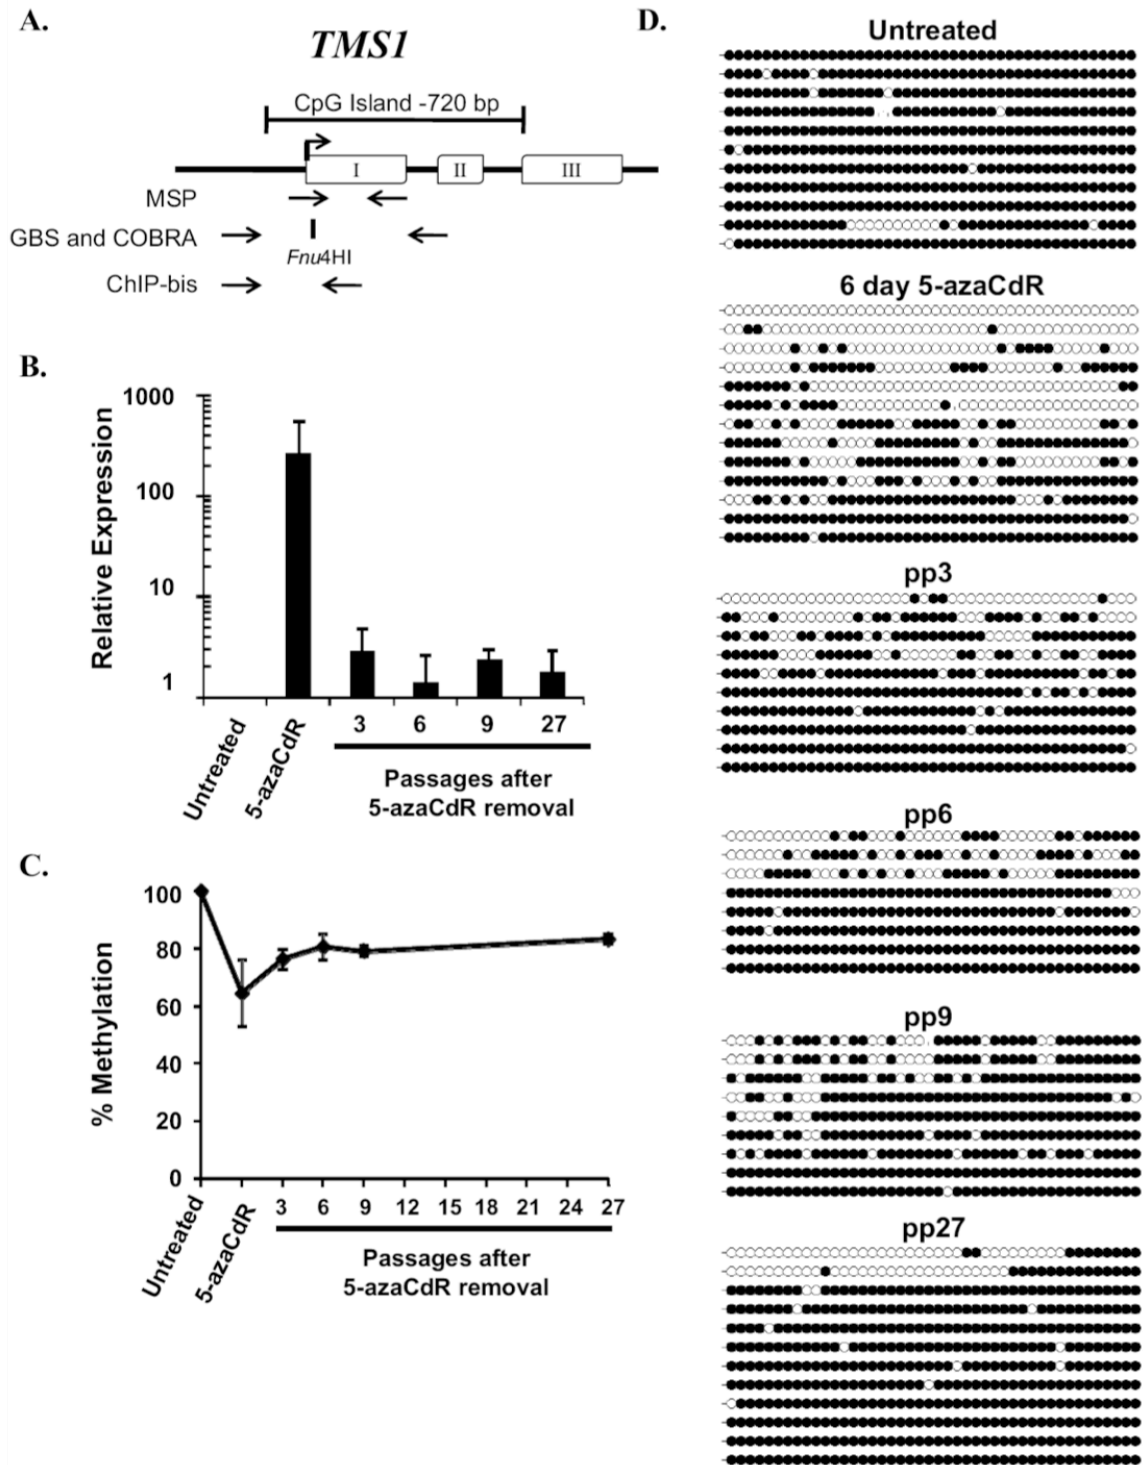 A.
TMS1
CpG Island -720 bp
I II III
MSP
GBS and COBRA
Fnu4HI
ChIP-bis
B.
Relative Expression
1000
100
10
1
Untreated
5-azaCdR
3 6 9 27
Passages after
5-azaCdR removal
C.
% Methylation
100
80
60
40
20
0
Untreated
5-azaCdR
3 6 9 12 15 18 21 24 27
Passages after
5-azaCdR removal
D.
Untreated
6 day 5-azaCdR
pp3
pp6
pp9
pp27